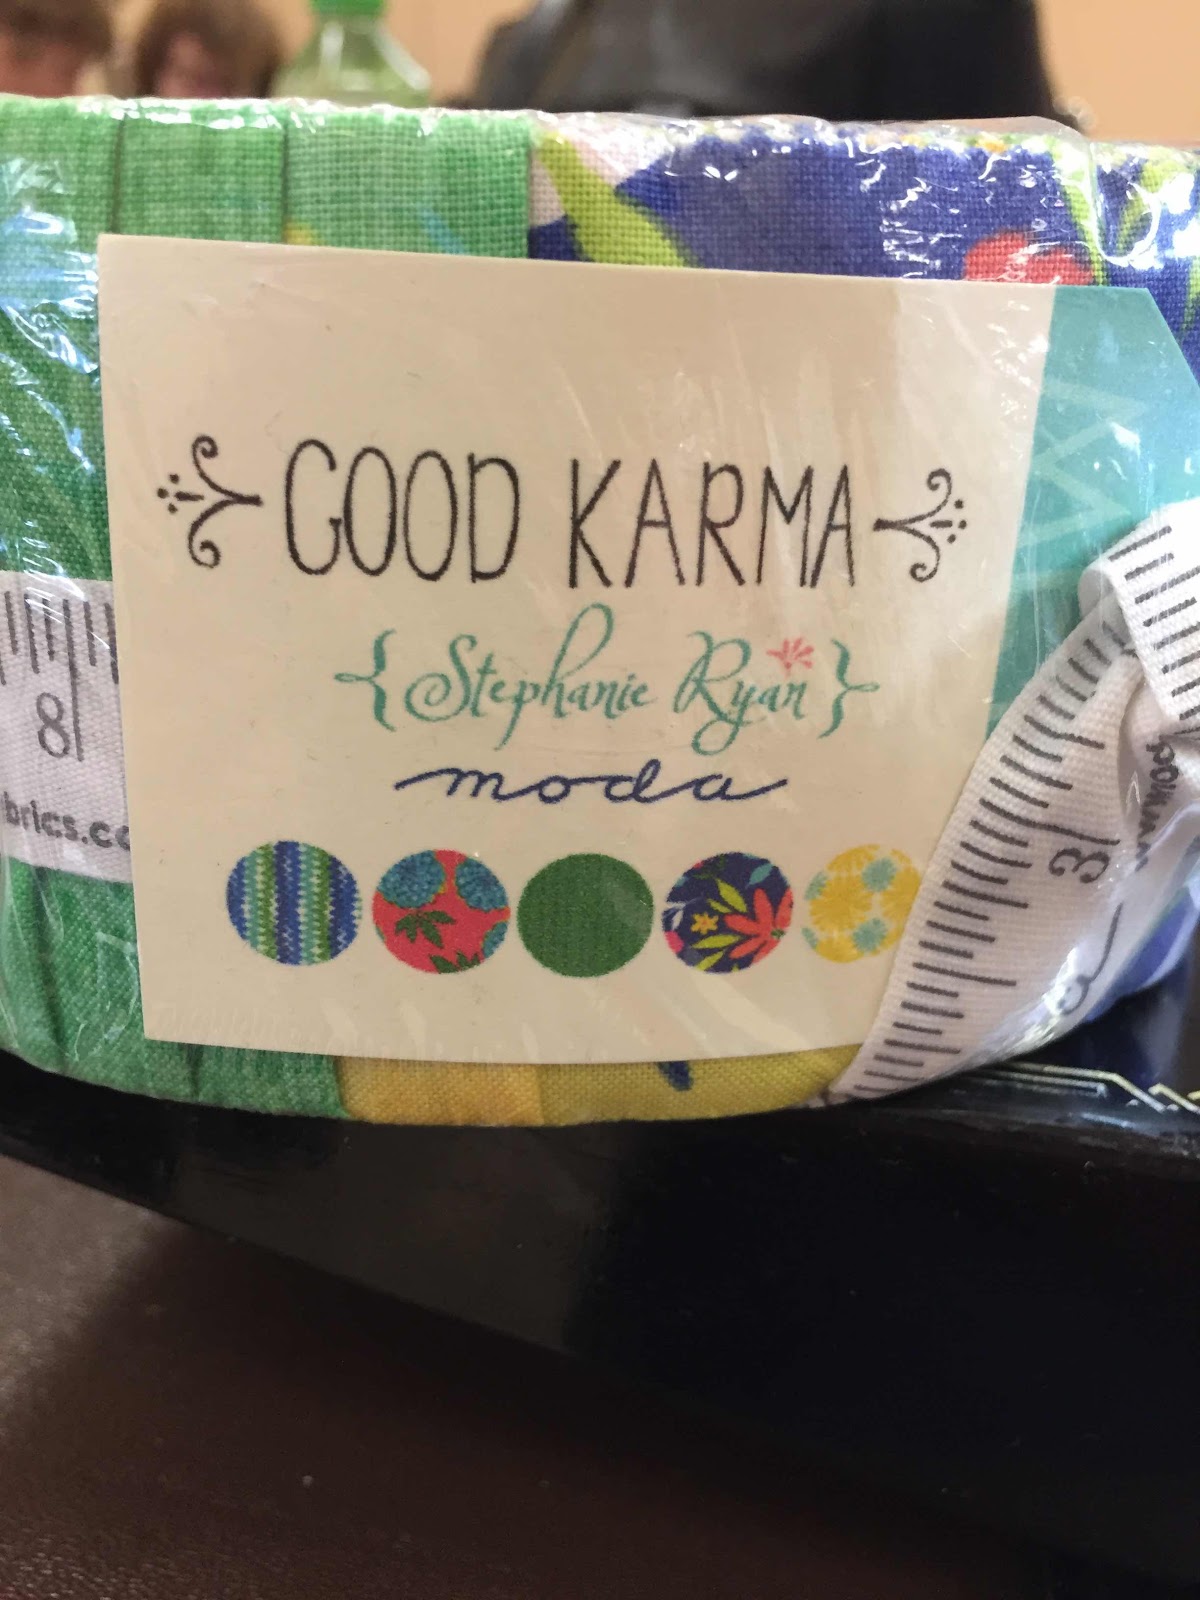 GOOD KARMA
{Stephanie Ryan}
moda
8
brics.co
3